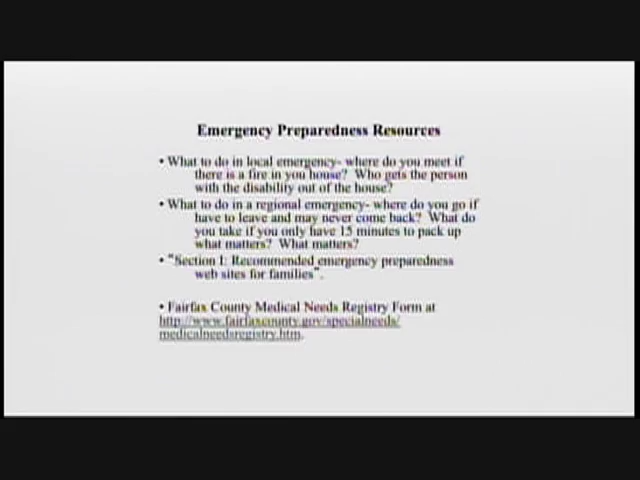 Emergency Preparedness Resources
• What to do in local emergency- where do you meet if
there is a fire in you house? Who gets the person
with the disability out of the house?
• What to do in a regional emergency- where do you go if
have to leave and may never come back? What do
you take if you only have 15 minutes to pack up
what matters? What matters?
• "Section I: Recommended emergency preparedness
web sites for families".
• Fairfax County Medical Needs Registry Form at
http://www.fairfaxcounty.gov/specialneeds/
medicalneedsregistry.htm.